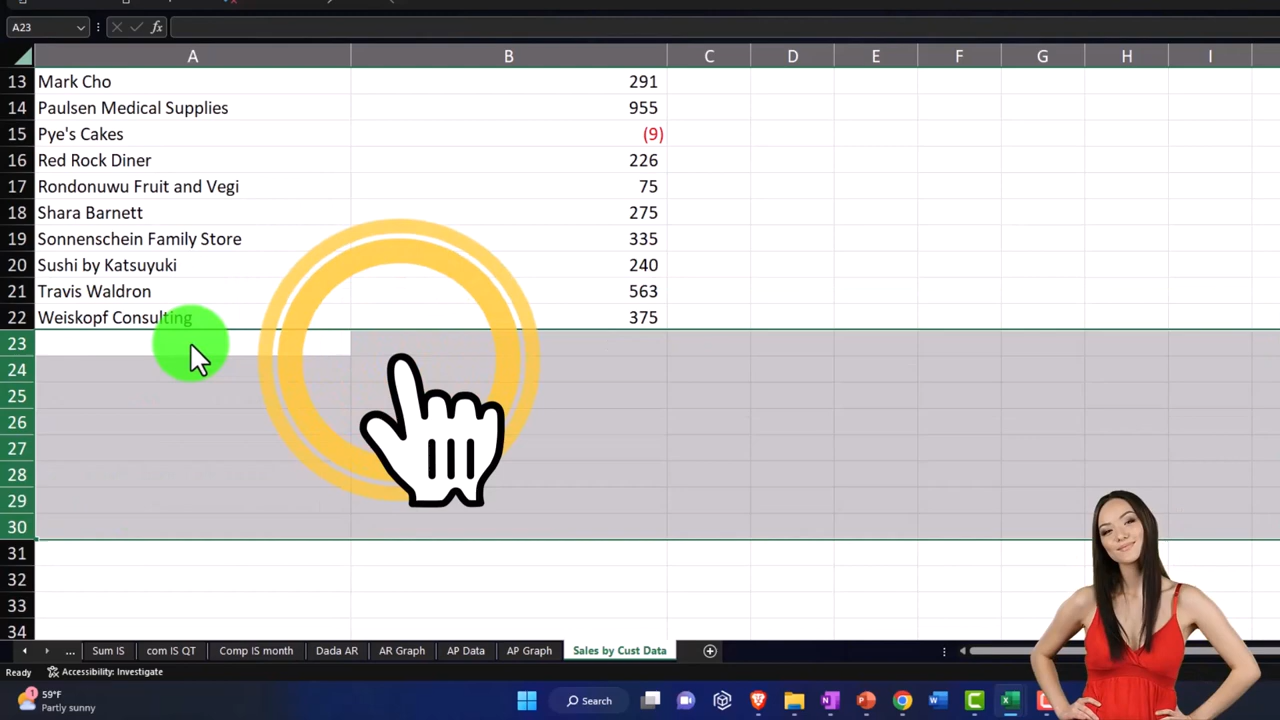 A23
fx
A B C D E F G H I
13 Mark Cho 291
14 Paulsen Medical Supplies 955
15 Pye's Cakes (9)
16 Red Rock Diner 226
17 Rondonuwu Fruit and Vegi 75
18 Shara Barnett 275
19 Sonnenschein Family Store 335
20 Sushi by Katsuyuki 240
21 Travis Waldron 563
22 Weiskopf Consulting 375
23
24
25
26
27
28
29
30
31
32
33
34
... Sum IS com IS QT Comp IS month Dada AR AR Graph AP Data AP Graph Sales by Cust Data
Ready Accessibility: Investigate
1 59°F
Partly sunny
Search